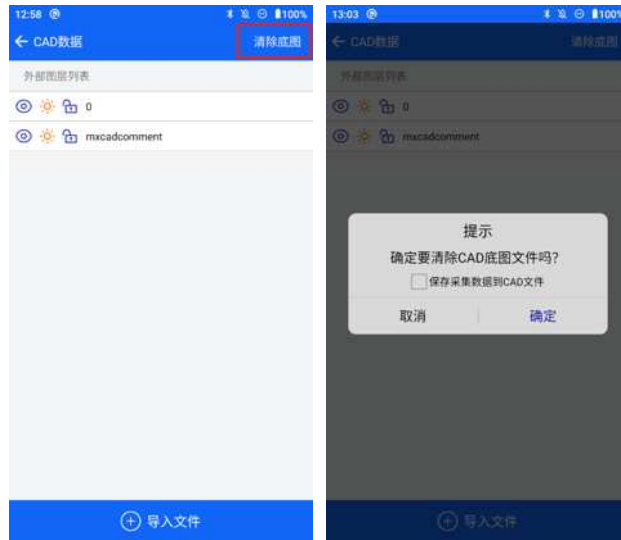 12:58
100%
← CAD数据
清除底图
外部图层列表
0
mxcadcomment
导入文件
13:03
100%
← CAD数据
清除底图
外部图层列表
0
mxcadcomment
提示
确定要清除CAD底图文件吗?
保存采集数据到CAD文件
取消
确定
导入文件